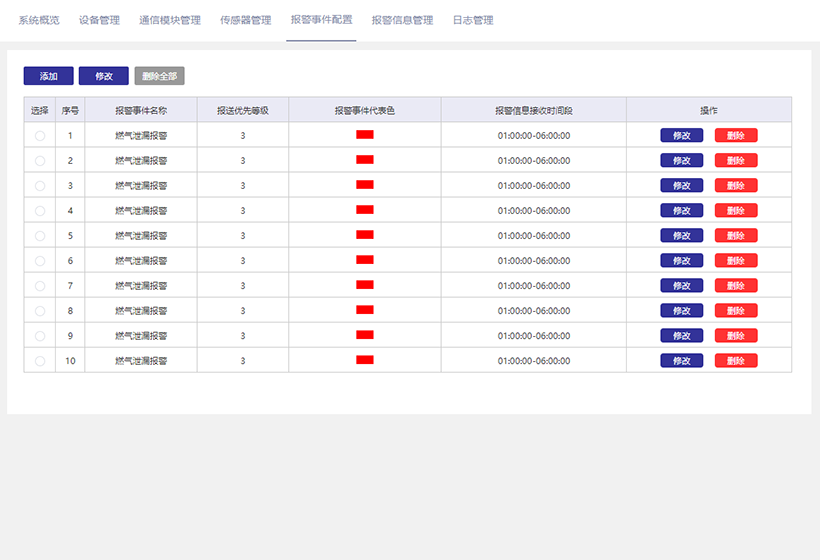 系统概览 设备管理 通信模块管理 传感器管理 报警事件配置 报警信息管理 日志管理
添加 修改 删除全部
选择 序号 报警事件名称 报送优先等级 报警事件代表色 报警信息接收时间段 操作
1 燃气泄漏报警 3 01:00:00-06:00:00 修改 删除
2 燃气泄漏报警 3 01:00:00-06:00:00 修改 删除
3 燃气泄漏报警 3 01:00:00-06:00:00 修改 删除
4 燃气泄漏报警 3 01:00:00-06:00:00 修改 删除
5 燃气泄漏报警 3 01:00:00-06:00:00 修改 删除
6 燃气泄漏报警 3 01:00:00-06:00:00 修改 删除
7 燃气泄漏报警 3 01:00:00-06:00:00 修改 删除
8 燃气泄漏报警 3 01:00:00-06:00:00 修改 删除
9 燃气泄漏报警 3 01:00:00-06:00:00 修改 删除
10 燃气泄漏报警 3 01:00:00-06:00:00 修改 删除